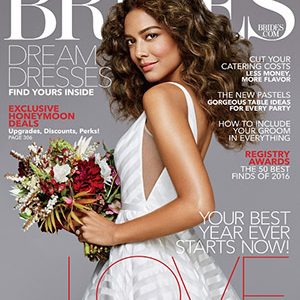 BRIDES
BRIDES.COM
DREAM
DRESSES
FIND YOURS INSIDE
EXCLUSIVE
HONEYMOON
DEALS
Upgrades, Discounts, Perks!
PAGE 306
CUT YOUR
CATERING COSTS
LESS MONEY,
MORE FLAVOR
THE NEW PASTELS
GORGEOUS TABLE IDEAS
FOR EVERY PARTY
HOW TO INCLUDE
YOUR GROOM
IN EVERYTHING
REGISTRY
AWARDS
THE 50 BEST
FINDS OF 2016
YOUR BEST
YEAR EVER
STARTS NOW!
LOVE